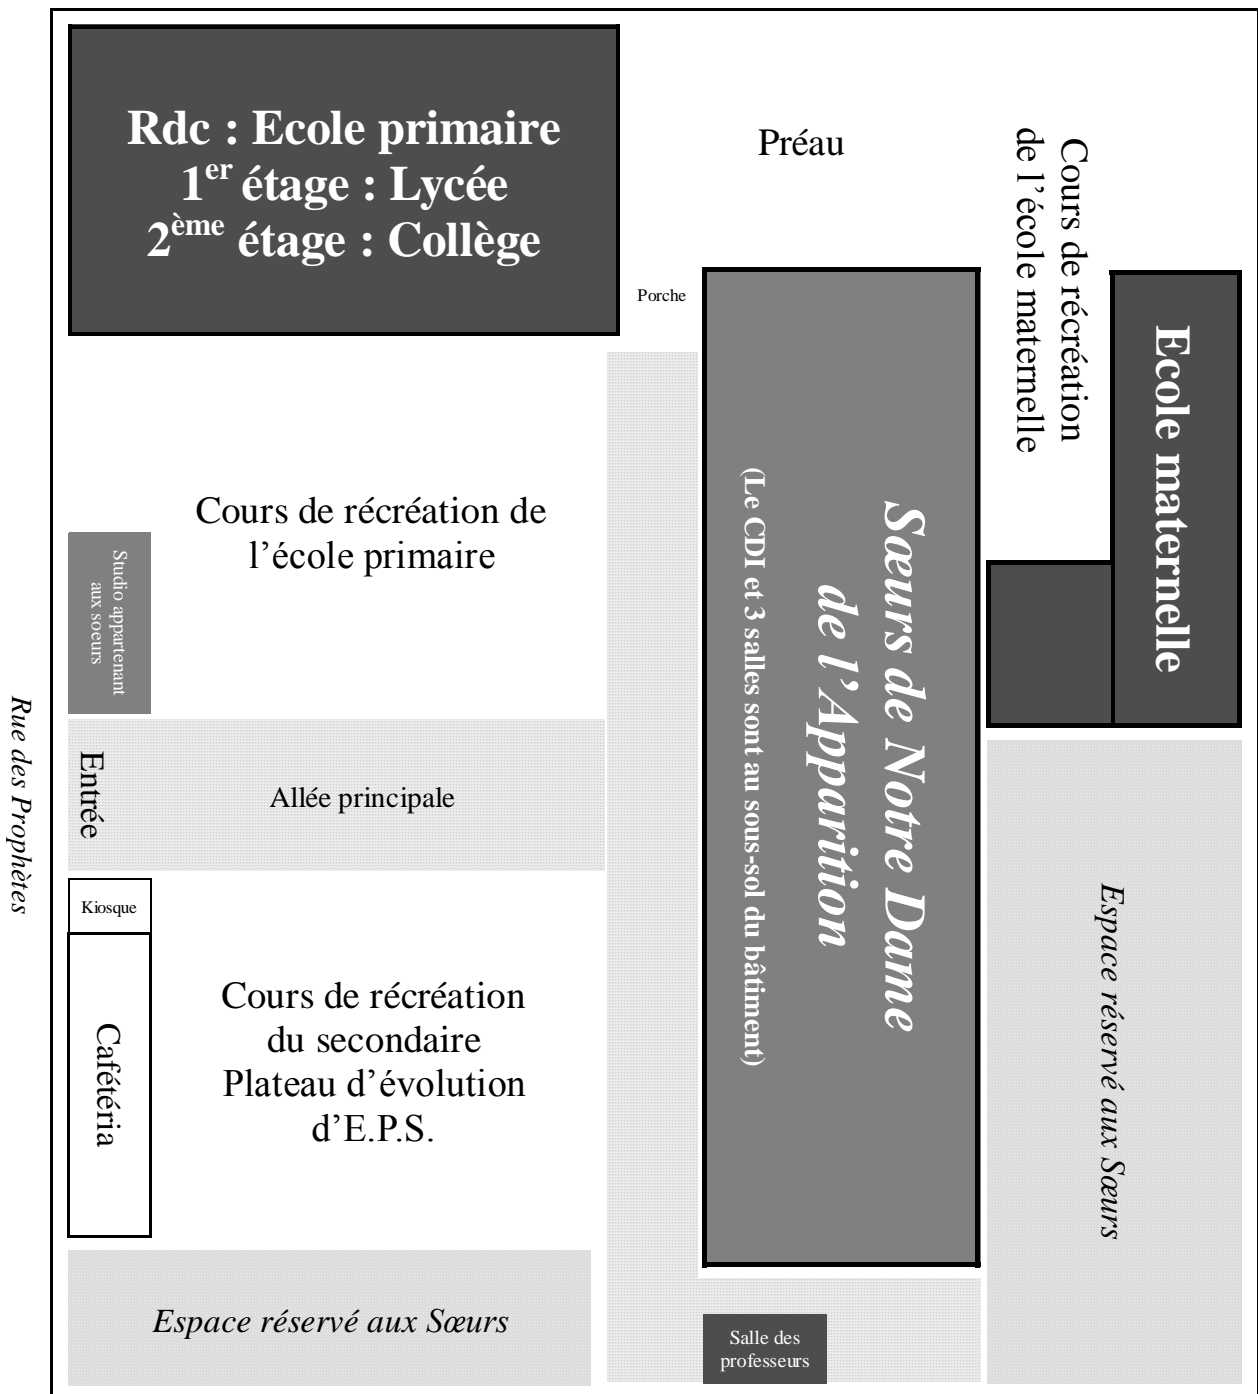 Rdc : Ecole primaire
1er étage : Lycée
2ème étage : Collège
Préau
Cours de récréation
de l'école maternelle
Porche
Ecole maternelle
Cours de récréation de
l'école primaire
Studio appartenant
aux soeurs
Sœurs de Notre Dame
de l'Apparition
(Le CDI et 3 salles sont au sous-sol du bâtiment)
Rue des Prophètes
Entrée
Allée principale
Kiosque
Cafétéria
Cours de récréation
du secondaire
Plateau d'évolution
d'E.P.S.
Espace réservé aux Sœurs
Espace réservé aux Sœurs
Salle des
professeurs